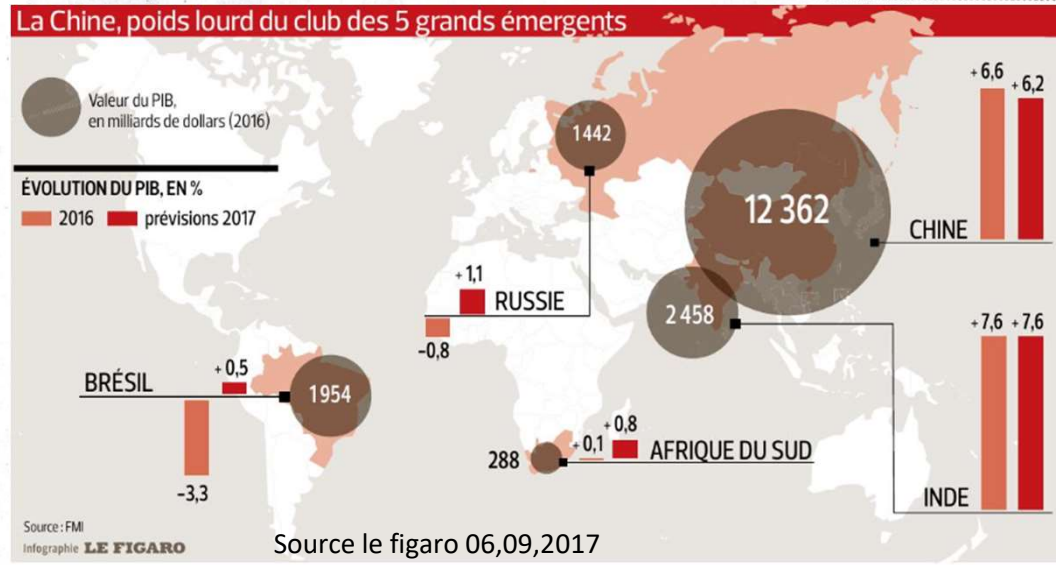 La Chine, poids lourd du club des 5 grands émergents
Valeur du PIB,
en milliards de dollars (2016)
ÉVOLUTION DU PIB, EN %
2016 prévisions 2017
1442
12 362
+ 6,6
+ 6,2
CHINE
+ 1,1
RUSSIE
−0,8
2 458
+ 7,6 + 7,6
INDE
BRÉSIL
+ 0,5
1954
−3,3
288
+ 0,1
+ 0,8
AFRIQUE DU SUD
Source : FMI
Infographie LE FIGARO
Source le figaro 06,09,2017